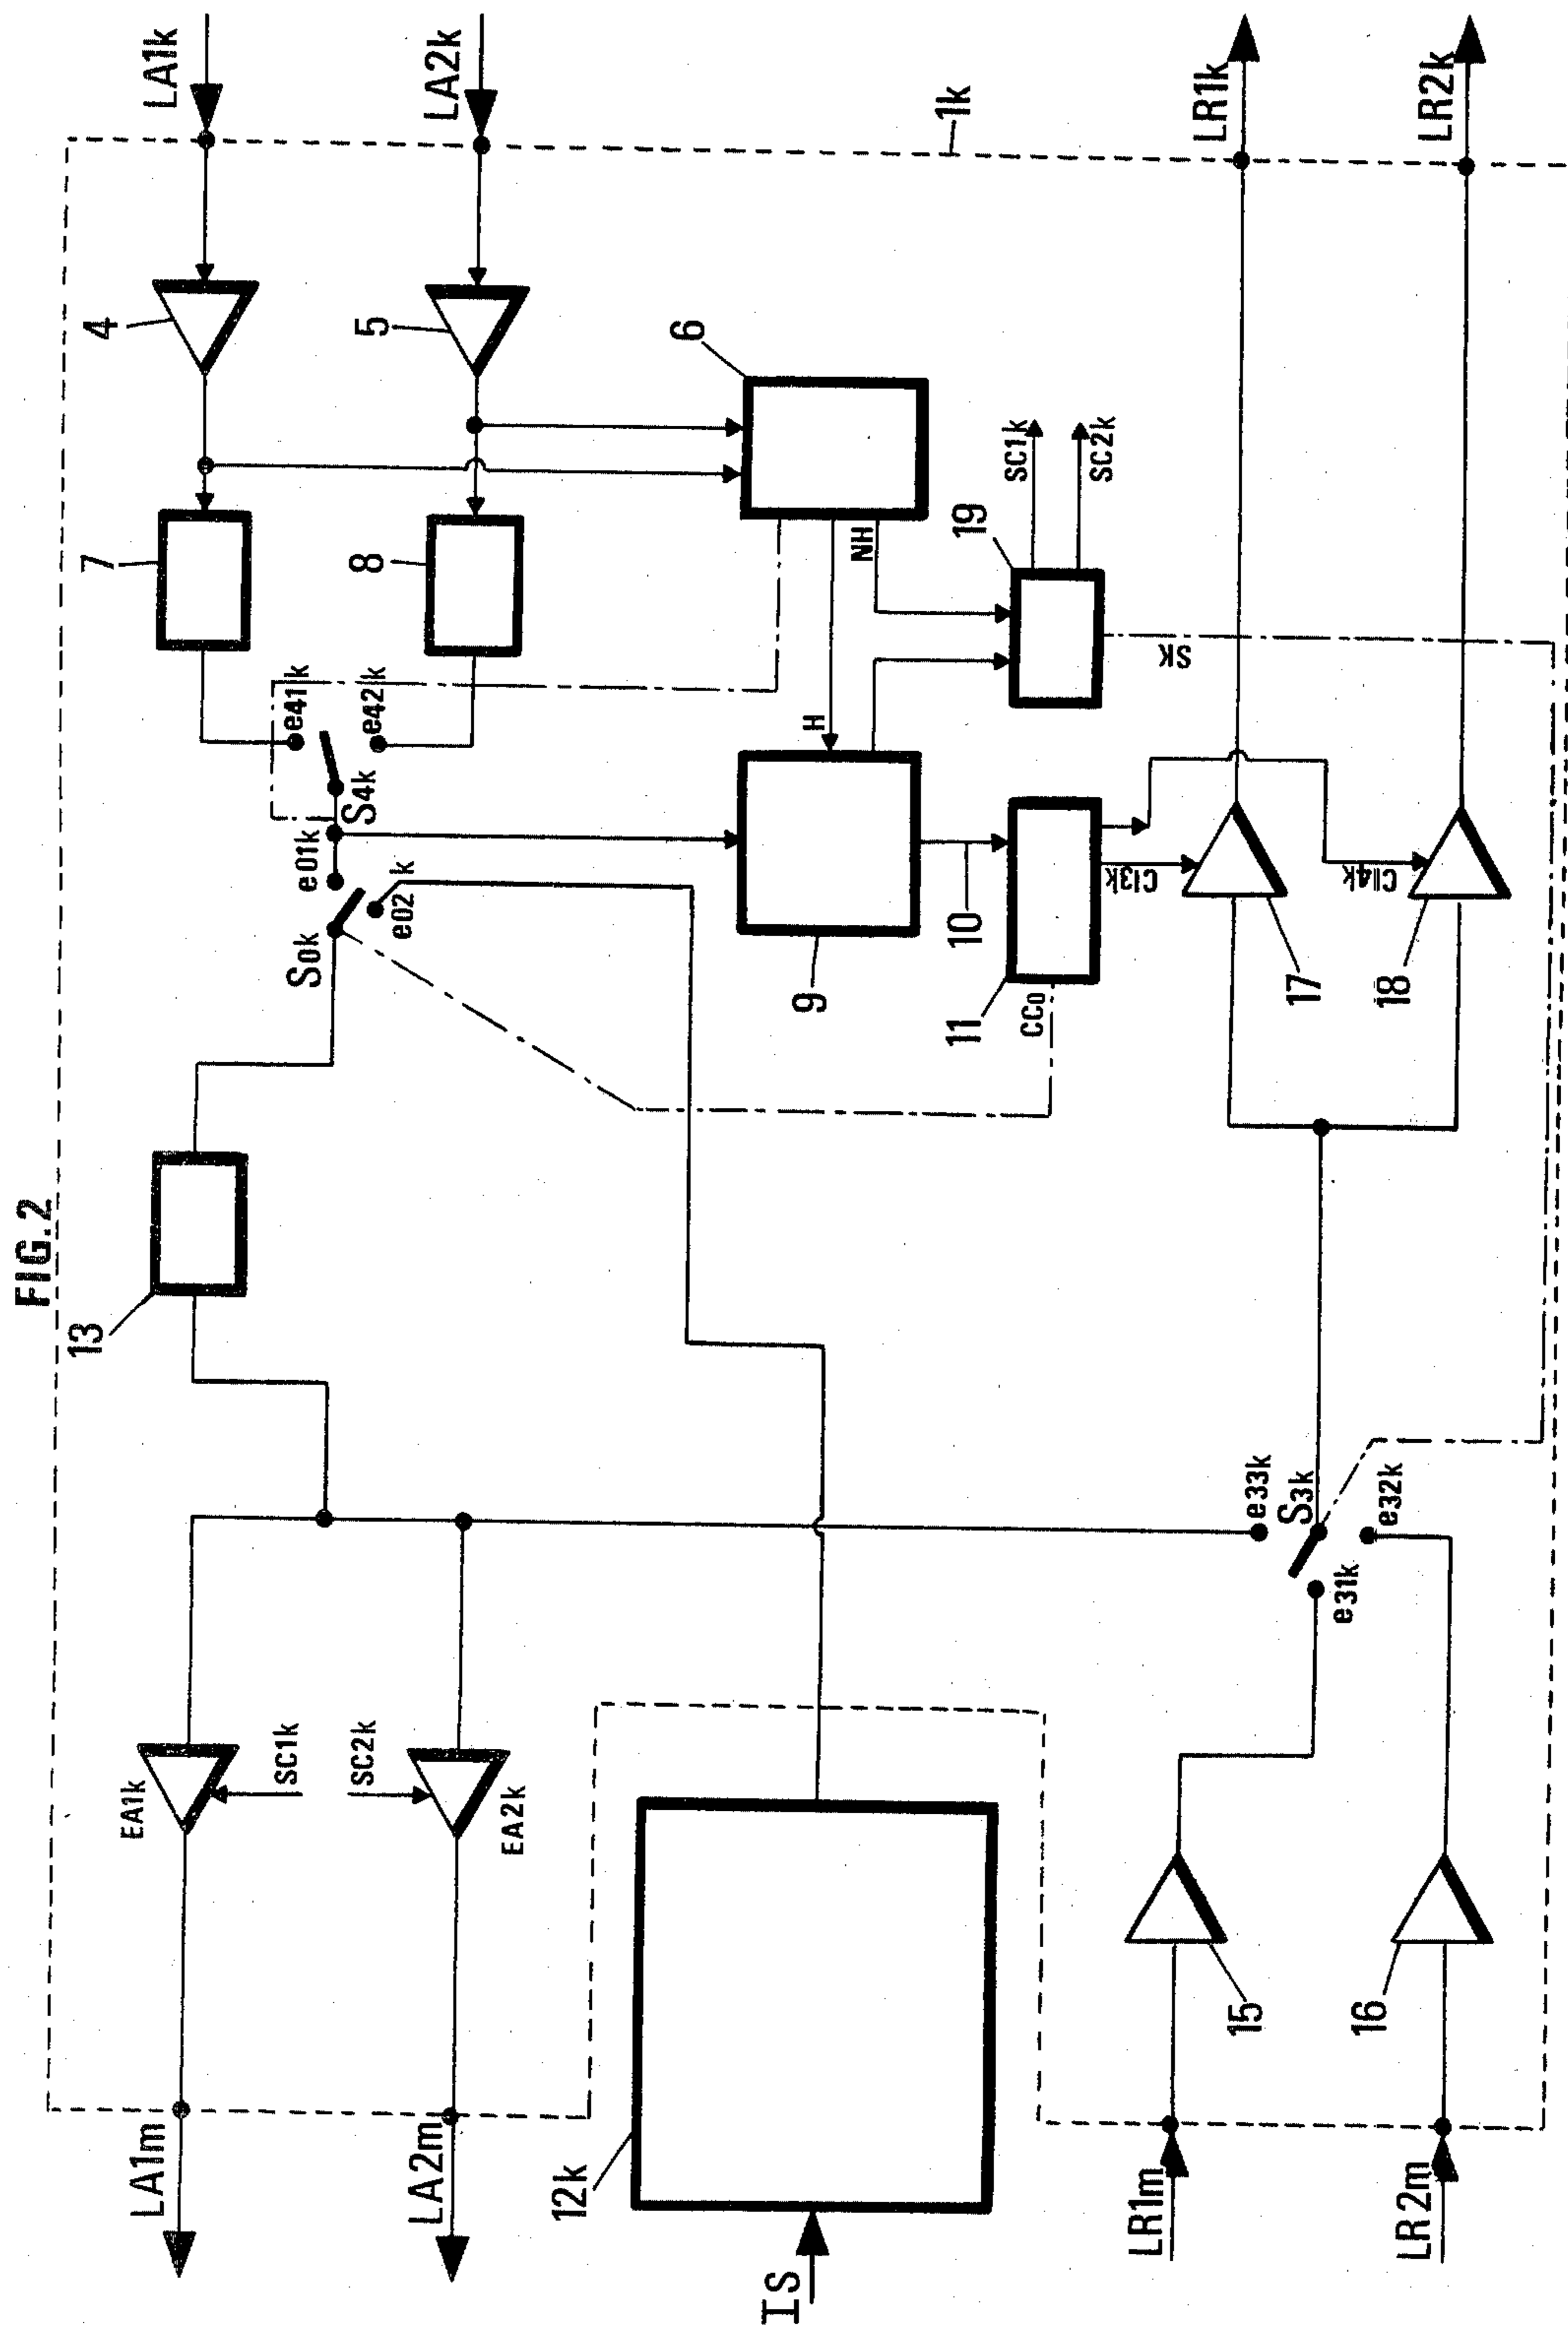 FIG.2
LA1m
EA1k
SC1k
13
7
4
LA1k
LA2m
EA2k
SC2k
S0k
e01k
e02k
S4k
e41k
e42k
8
5
LA2k
IS
12k
9
H
NH
6
10
11
CC0
19
SC1k
SC2k
1k
LR1m
15
e31k
S3k
e33k
e32k
17
CI3k
SK
LR1k
LR2m
16
18
CI4k
LR2k